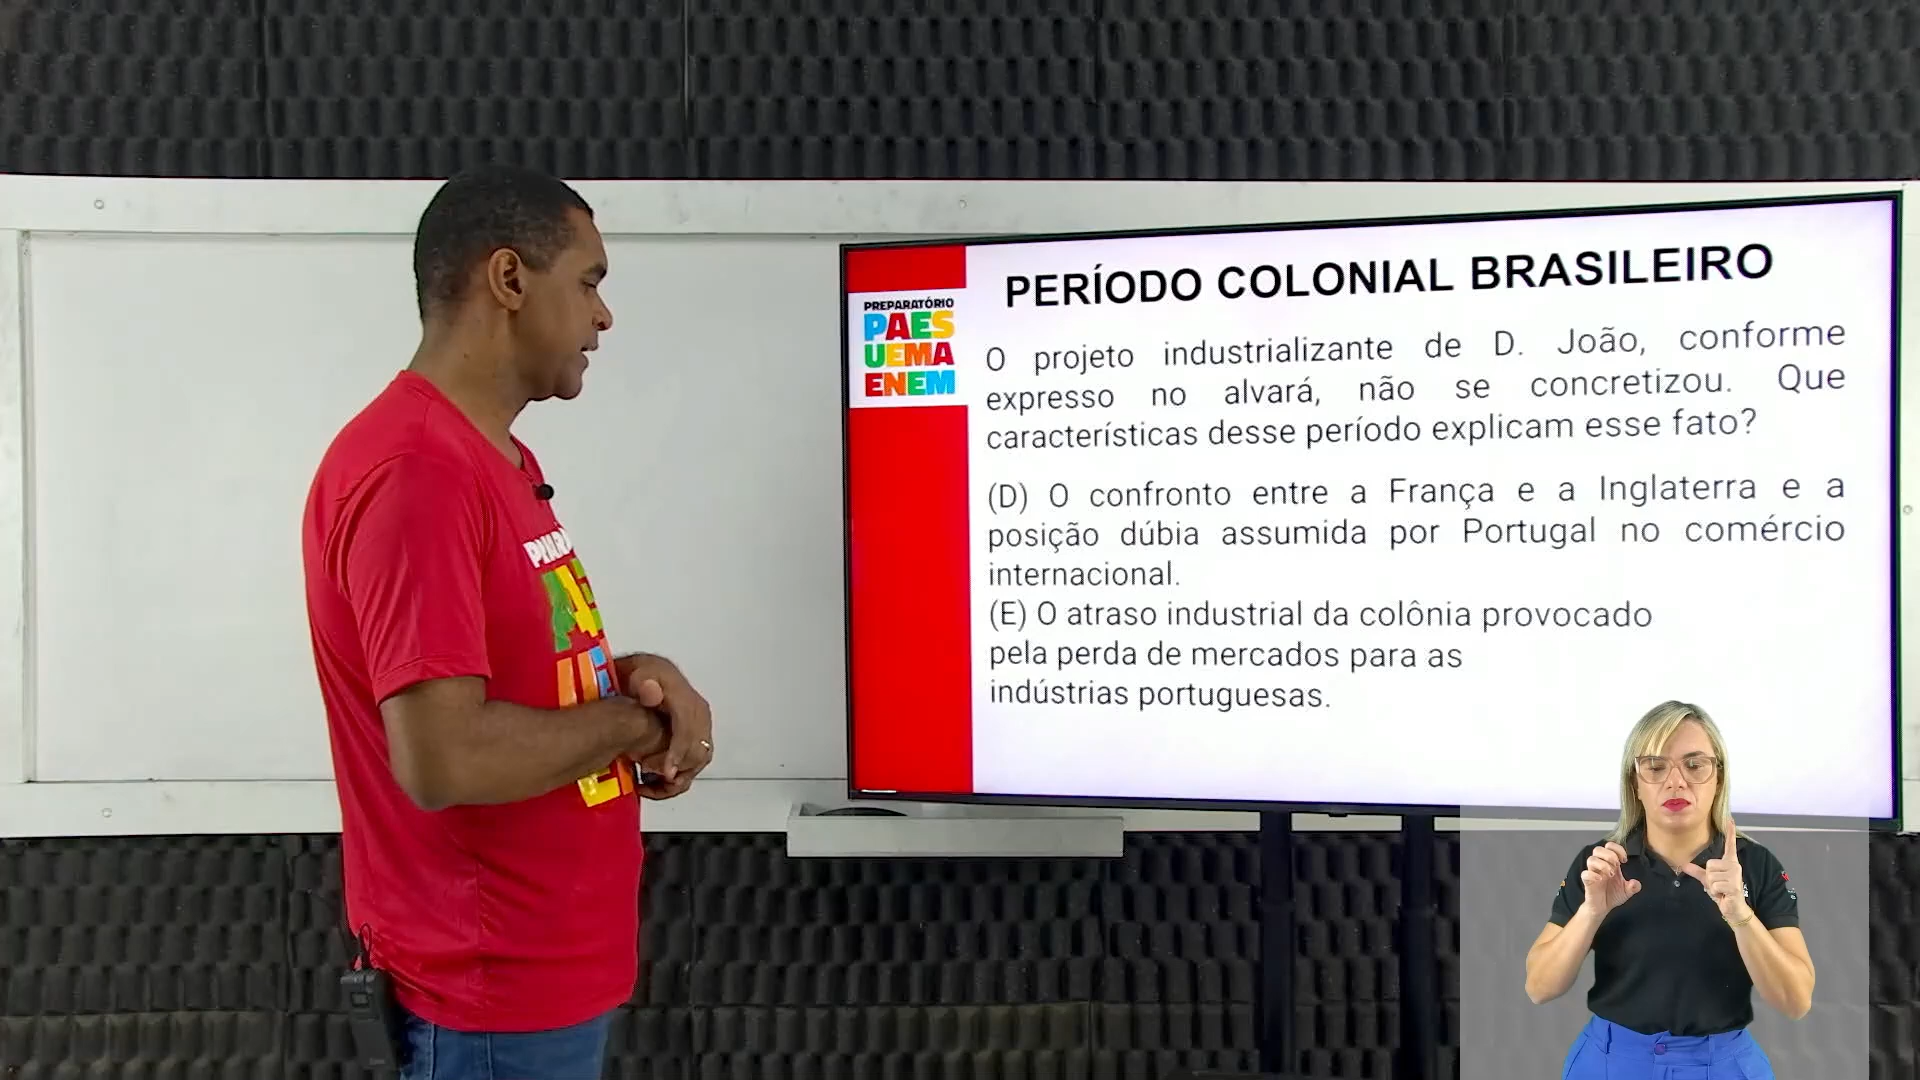 PERÍODO COLONIAL BRASILEIRO
PREPARATÓRIO
PAES
UEMA
ENEM
O projeto industrializante de D. João, conforme
expresso no alvará, não se concretizou. Que
características desse período explicam esse fato?
(D) O confronto entre a França e a Inglaterra e a
posição dúbia assumida por Portugal no comércio
internacional.
(E) O atraso industrial da colônia provocado
pela perda de mercados para as
indústrias portuguesas.